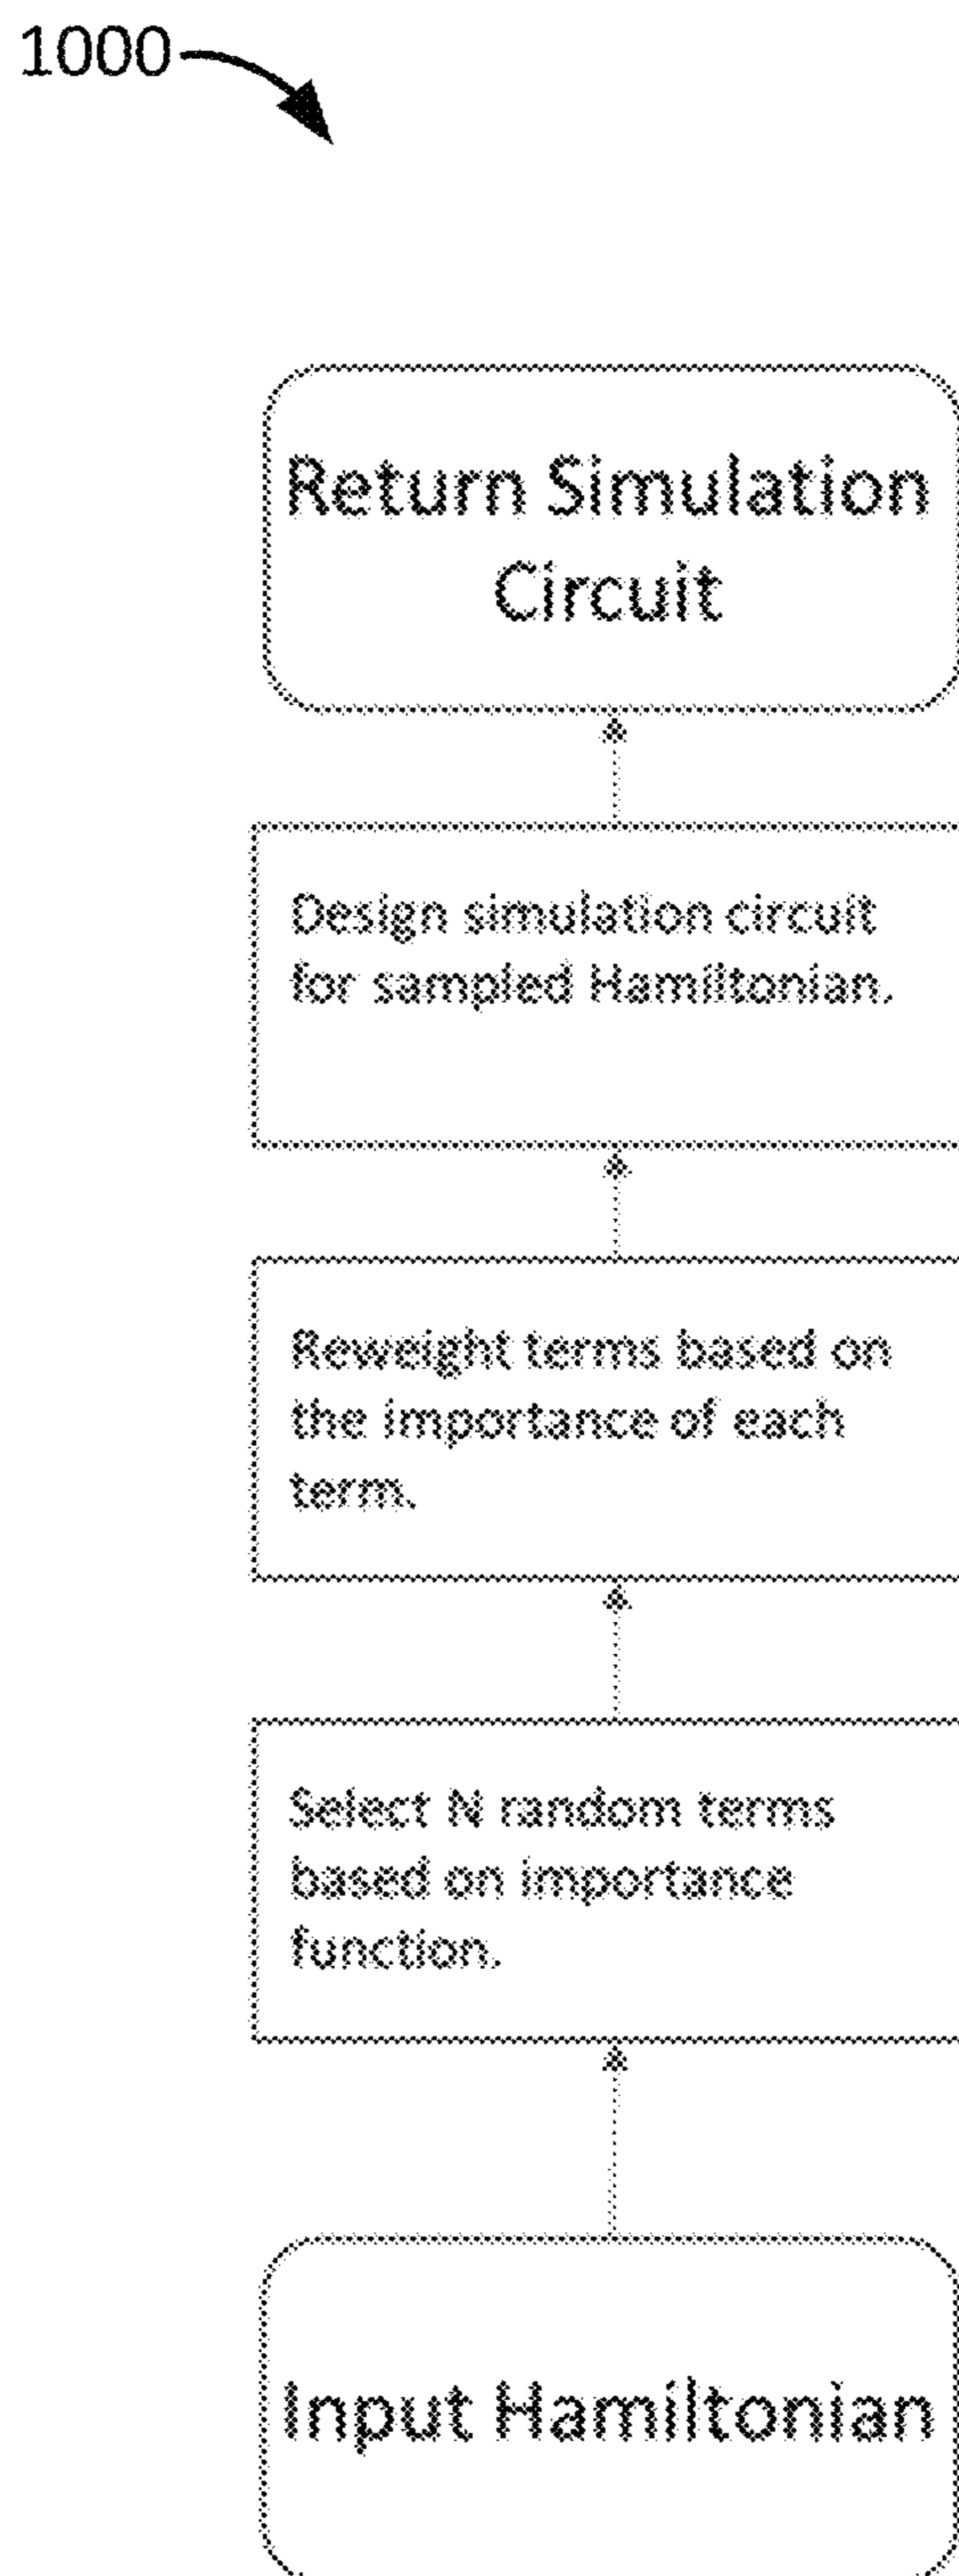 1000
Return Simulation
Circuit
Design simulation circuit
for sampled Hamiltonian.
Reweight terms based on
the importance of each
term.
Select N random terms
based on importance
function.
Input Hamiltonian